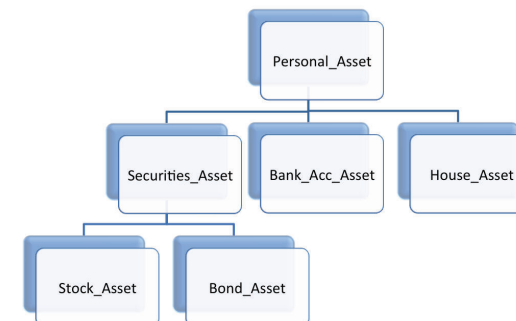 Personal_Asset
Securities_Asset
Bank_Acc_Asset
House_Asset
Stock_Asset
Bond_Asset